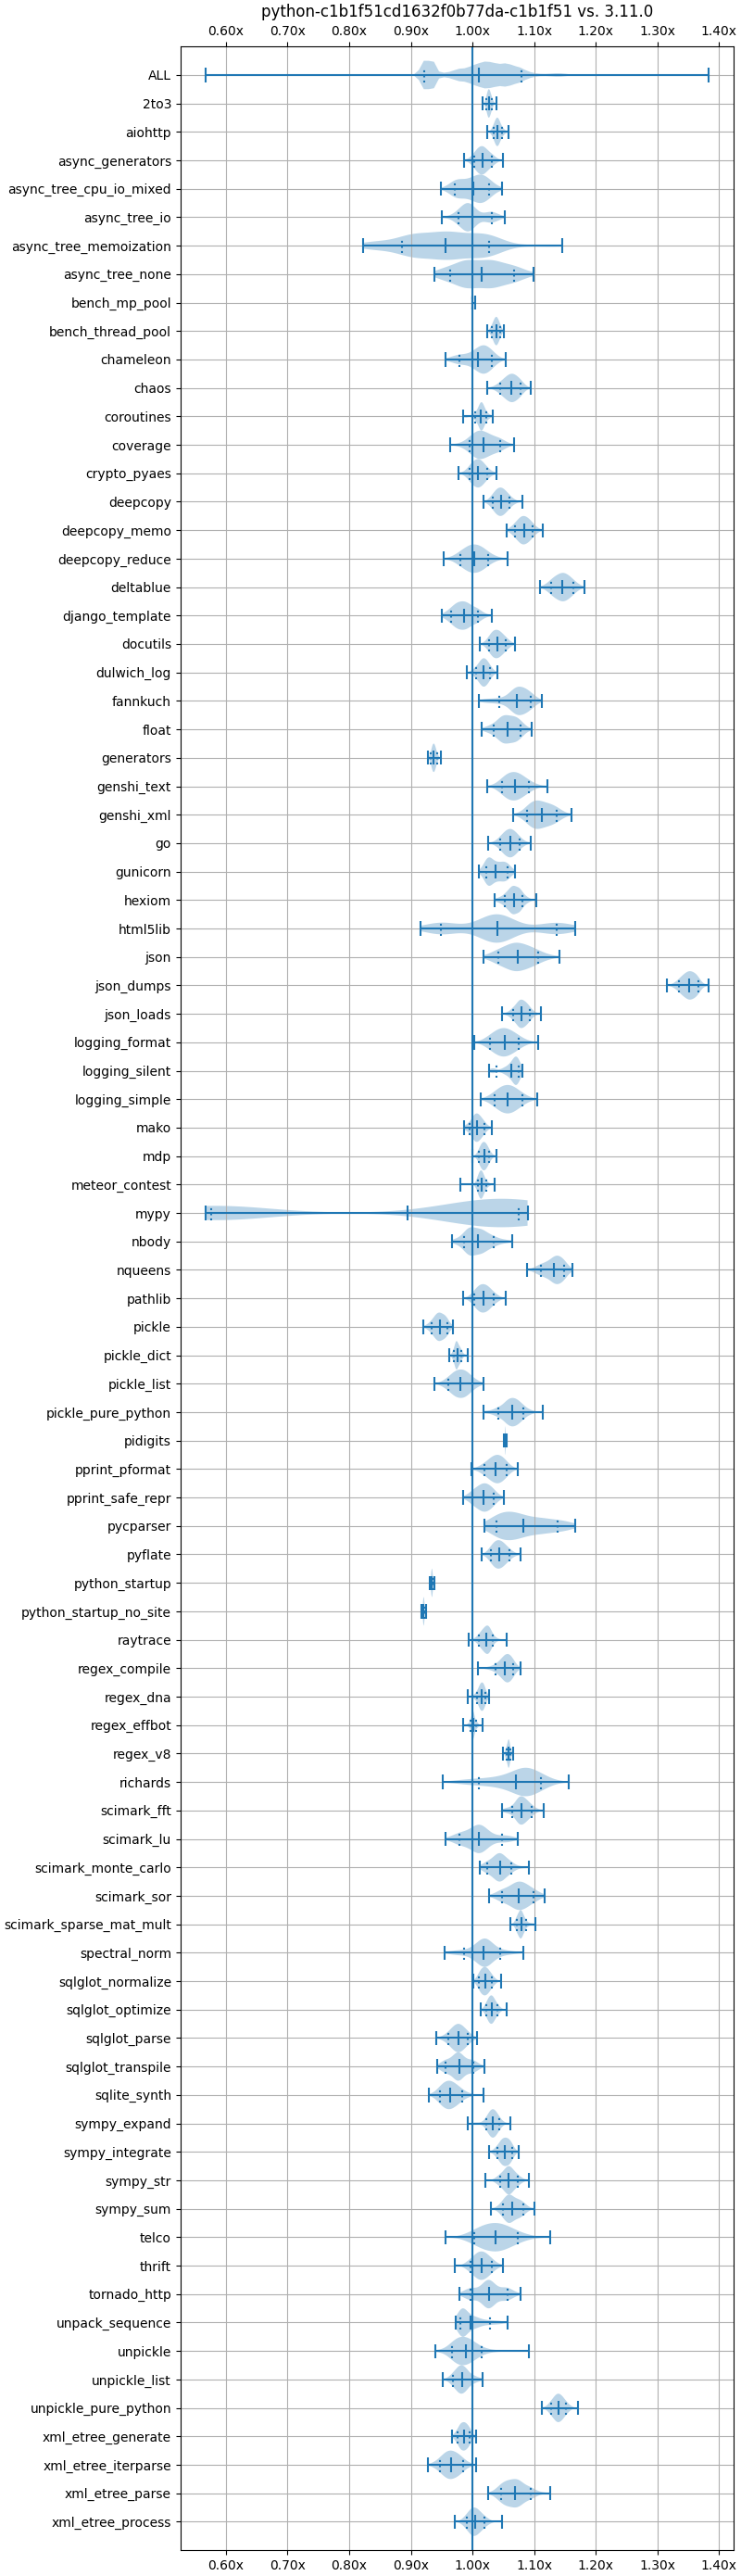 python-c1b1f51cd1632f0b77da-c1b1f51 vs. 3.11.0
0.60x 0.70x 0.80x 0.90x 1.00x 1.10x 1.20x 1.30x 1.40x
ALL
2to3
aiohttp
async_generators
async_tree_cpu_io_mixed
async_tree_io
async_tree_memoization
async_tree_none
bench_mp_pool
bench_thread_pool
chameleon
chaos
coroutines
coverage
crypto_pyaes
deepcopy
deepcopy_memo
deepcopy_reduce
deltablue
django_template
docutils
dulwich_log
fannkuch
float
generators
genshi_text
genshi_xml
go
gunicorn
hexiom
html5lib
json
json_dumps
json_loads
logging_format
logging_silent
logging_simple
mako
mdp
meteor_contest
mypy
nbody
nqueens
pathlib
pickle
pickle_dict
pickle_list
pickle_pure_python
pidigits
pprint_pformat
pprint_safe_repr
pycparser
pyflate
python_startup
python_startup_no_site
raytrace
regex_compile
regex_dna
regex_effbot
regex_v8
richards
scimark_fft
scimark_lu
scimark_monte_carlo
scimark_sor
scimark_sparse_mat_mult
spectral_norm
sqlglot_normalize
sqlglot_optimize
sqlglot_parse
sqlglot_transpile
sqlite_synth
sympy_expand
sympy_integrate
sympy_str
sympy_sum
telco
thrift
tornado_http
unpack_sequence
unpickle
unpickle_list
unpickle_pure_python
xml_etree_generate
xml_etree_iterparse
xml_etree_parse
xml_etree_process
0.60x 0.70x 0.80x 0.90x 1.00x 1.10x 1.20x 1.30x 1.40x